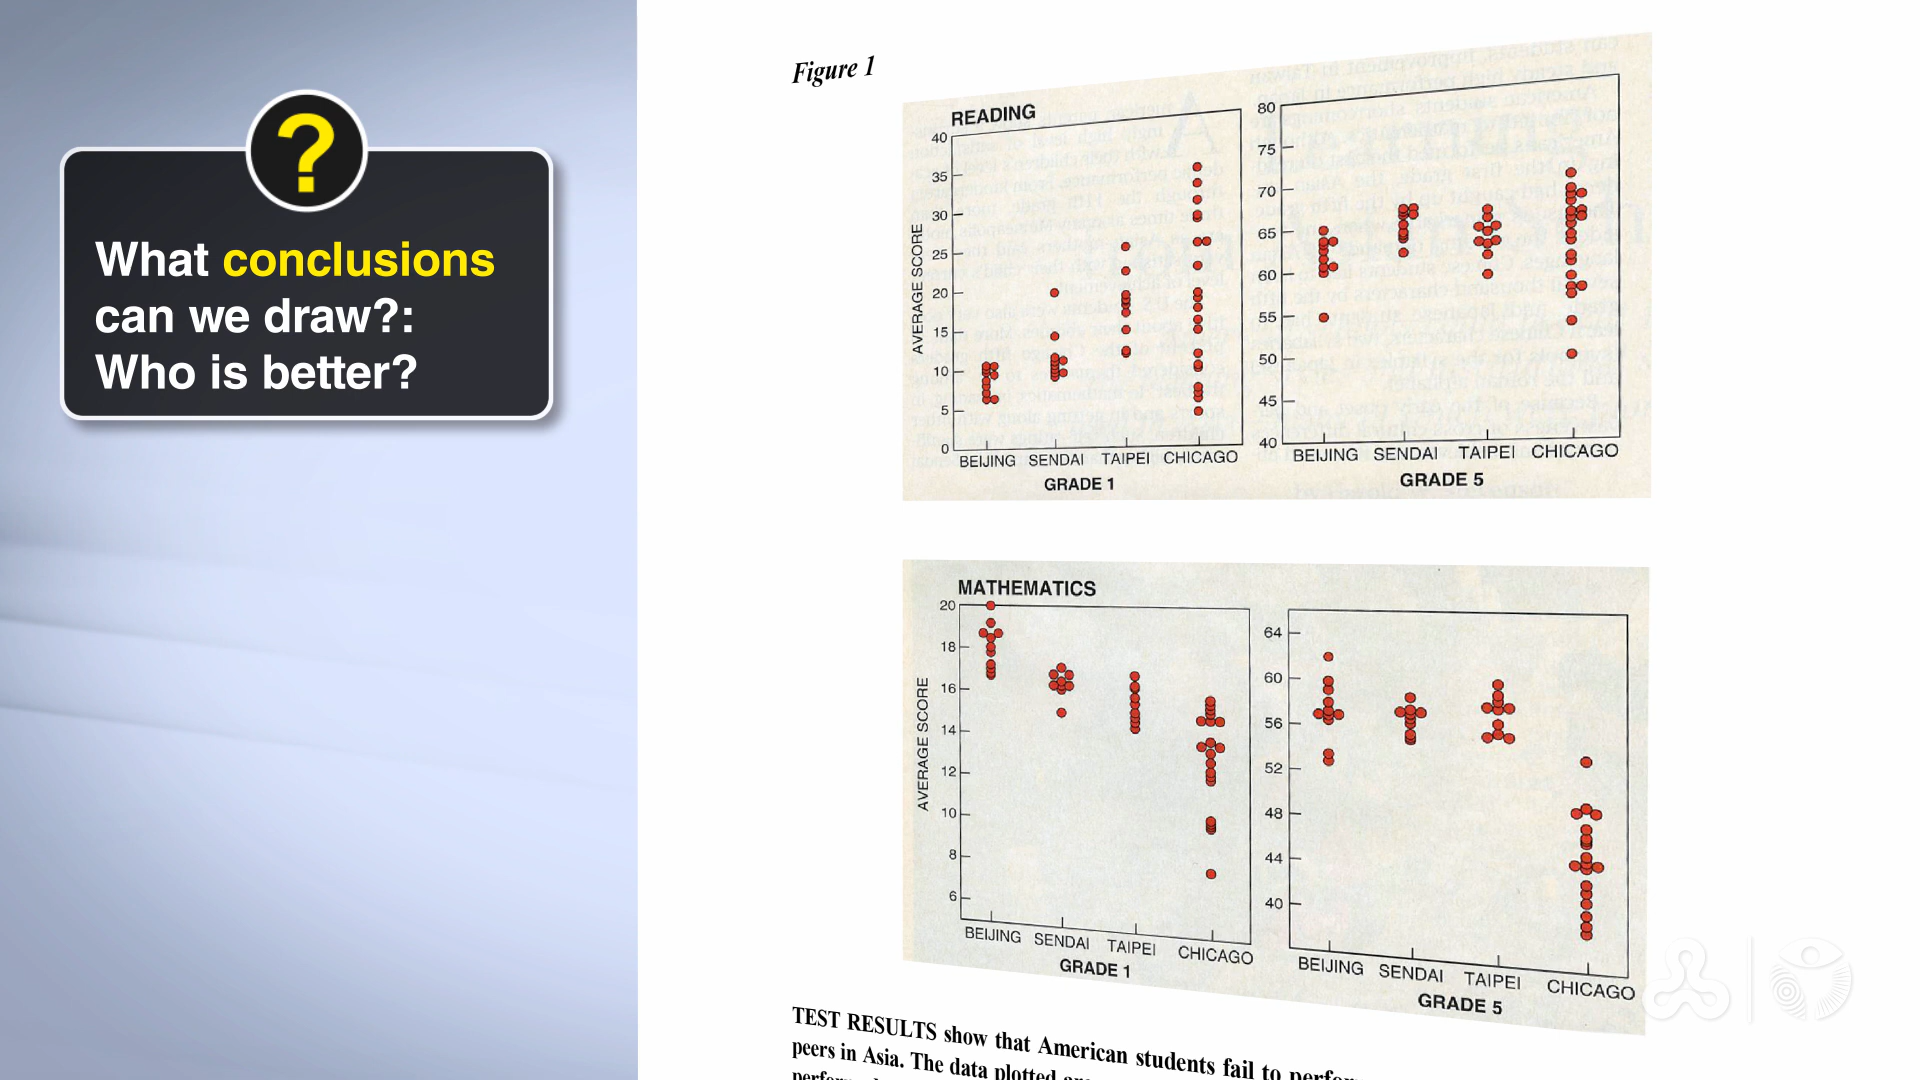 ?
What conclusions
can we draw?:
Who is better?
Figure 1
READING
AVERAGE SCORE
40
35
30
25
20
15
10
5
0
BEIJING SENDAI TAIPEI CHICAGO
GRADE 1
80
75
70
65
60
55
50
45
40
BEIJING SENDAI TAIPEI CHICAGO
GRADE 5
MATHEMATICS
AVERAGE SCORE
20
18
16
14
12
10
8
6
BEIJING SENDAI TAIPEI CHICAGO
GRADE 1
64
60
56
52
48
44
40
BEIJING SENDAI TAIPEI CHICAGO
GRADE 5
TEST RESULTS show that American students fail to
peers in Asia. The data plotted